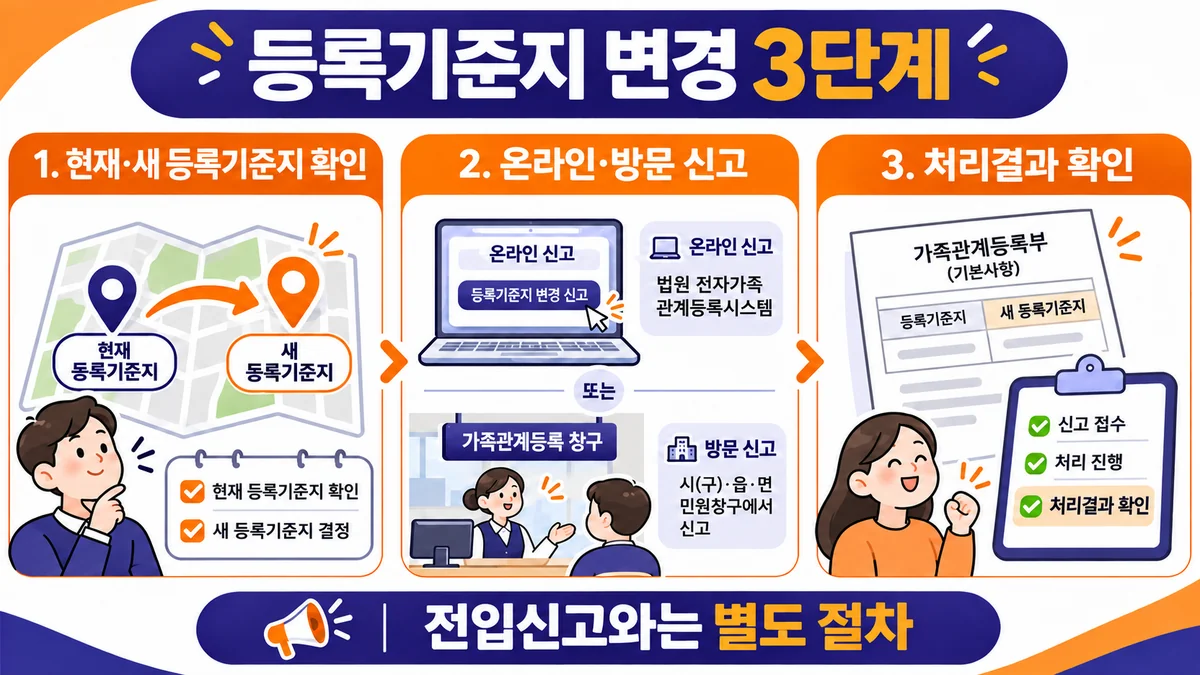 등록기준지 변경 3단계
1. 현재·새 등록기준지 확인
현재
등록기준지
새
등록기준지
현재 등록기준지 확인
새 등록기준지 결정
2. 온라인·방문 신고
온라인 신고
등록기준지 변경 신고
온라인 신고
법원 전자가족
관계등록시스템
또는
가족관계등록 창구
방문 신고
시(구)·읍·면
민원창구에서
신고
3. 처리결과 확인
가족관계등록부
(기본사항)
등록기준지
새 등록기준지
신고 접수
처리 진행
처리결과 확인
전입신고와는 별도 절차